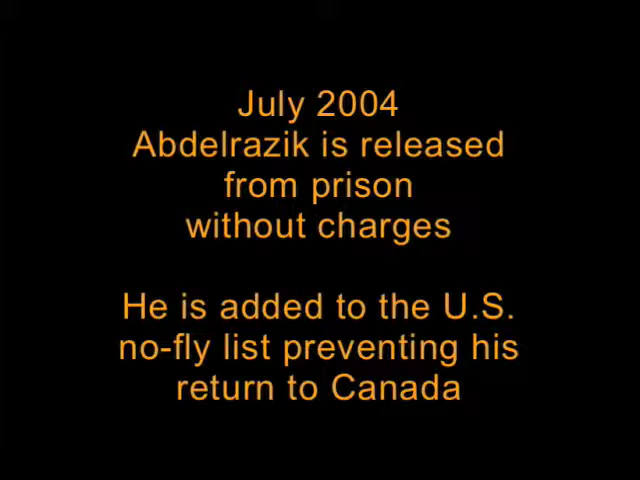 July 2004
Abdelrazik is released
from prison
without charges
He is added to the U.S.
no-fly list preventing his
return to Canada